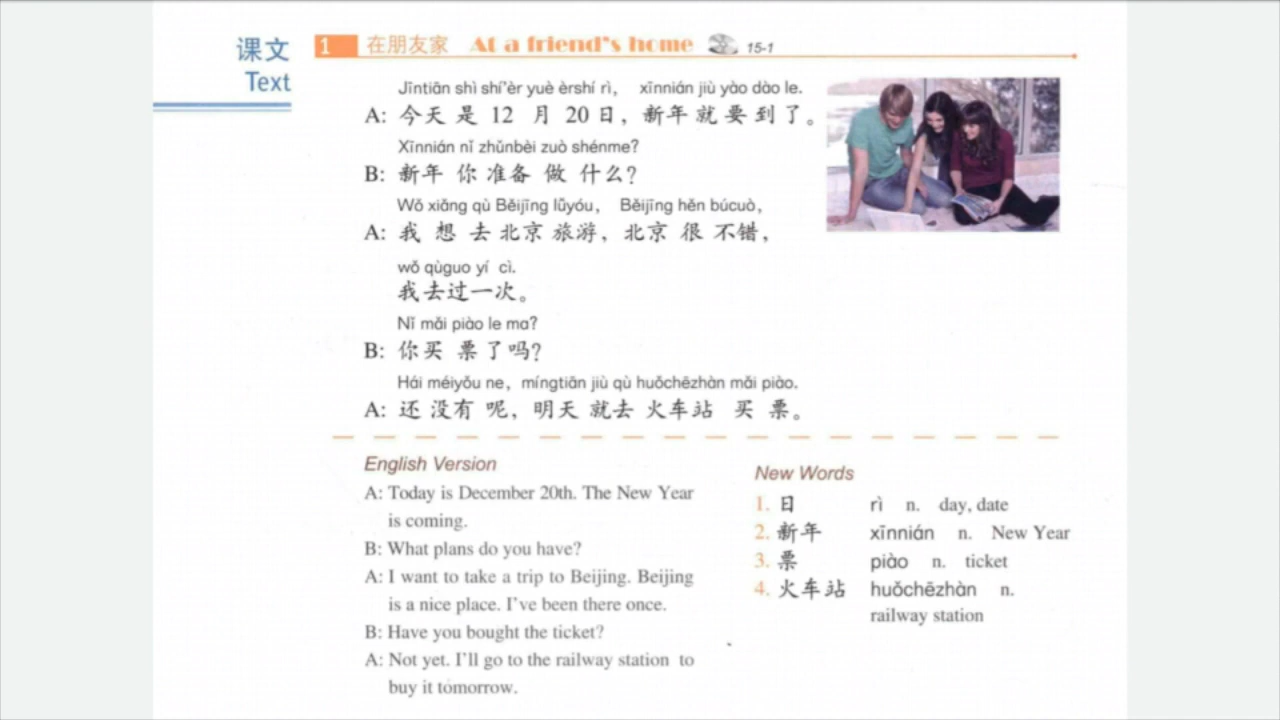 课文
Text
1 在朋友家 At a friend's home 15-1
Jīntiān shì shí'èr yuè èrshí rì, xīnnián jiù yào dào le.
A: 今天是 12 月 20 日，新年就要到了。
Xīnnián nǐ zhǔnbèi zuò shénme?
B: 新年你准备做什么？
Wǒ xiǎng qù Běijīng lǚyóu, Běijīng hěn búcuò,
A: 我想去北京旅游，北京很不错，
wǒ qùguo yí cì.
我去过一次。
Nǐ mǎi piào le ma?
B: 你买票了吗？
Hái méiyǒu ne, míngtiān jiù qù huǒchēzhàn mǎi piào.
A: 还没有呢，明天就去火车站买票。
English Version
A: Today is December 20th. The New Year
is coming.
B: What plans do you have?
A: I want to take a trip to Beijing. Beijing
is a nice place. I've been there once.
B: Have you bought the ticket?
A: Not yet. I'll go to the railway station to
buy it tomorrow.
New Words
1. 日 rì n. day, date
2. 新年 xīnnián n. New Year
3. 票 piào n. ticket
4. 火车站 huǒchēzhàn n.
railway station